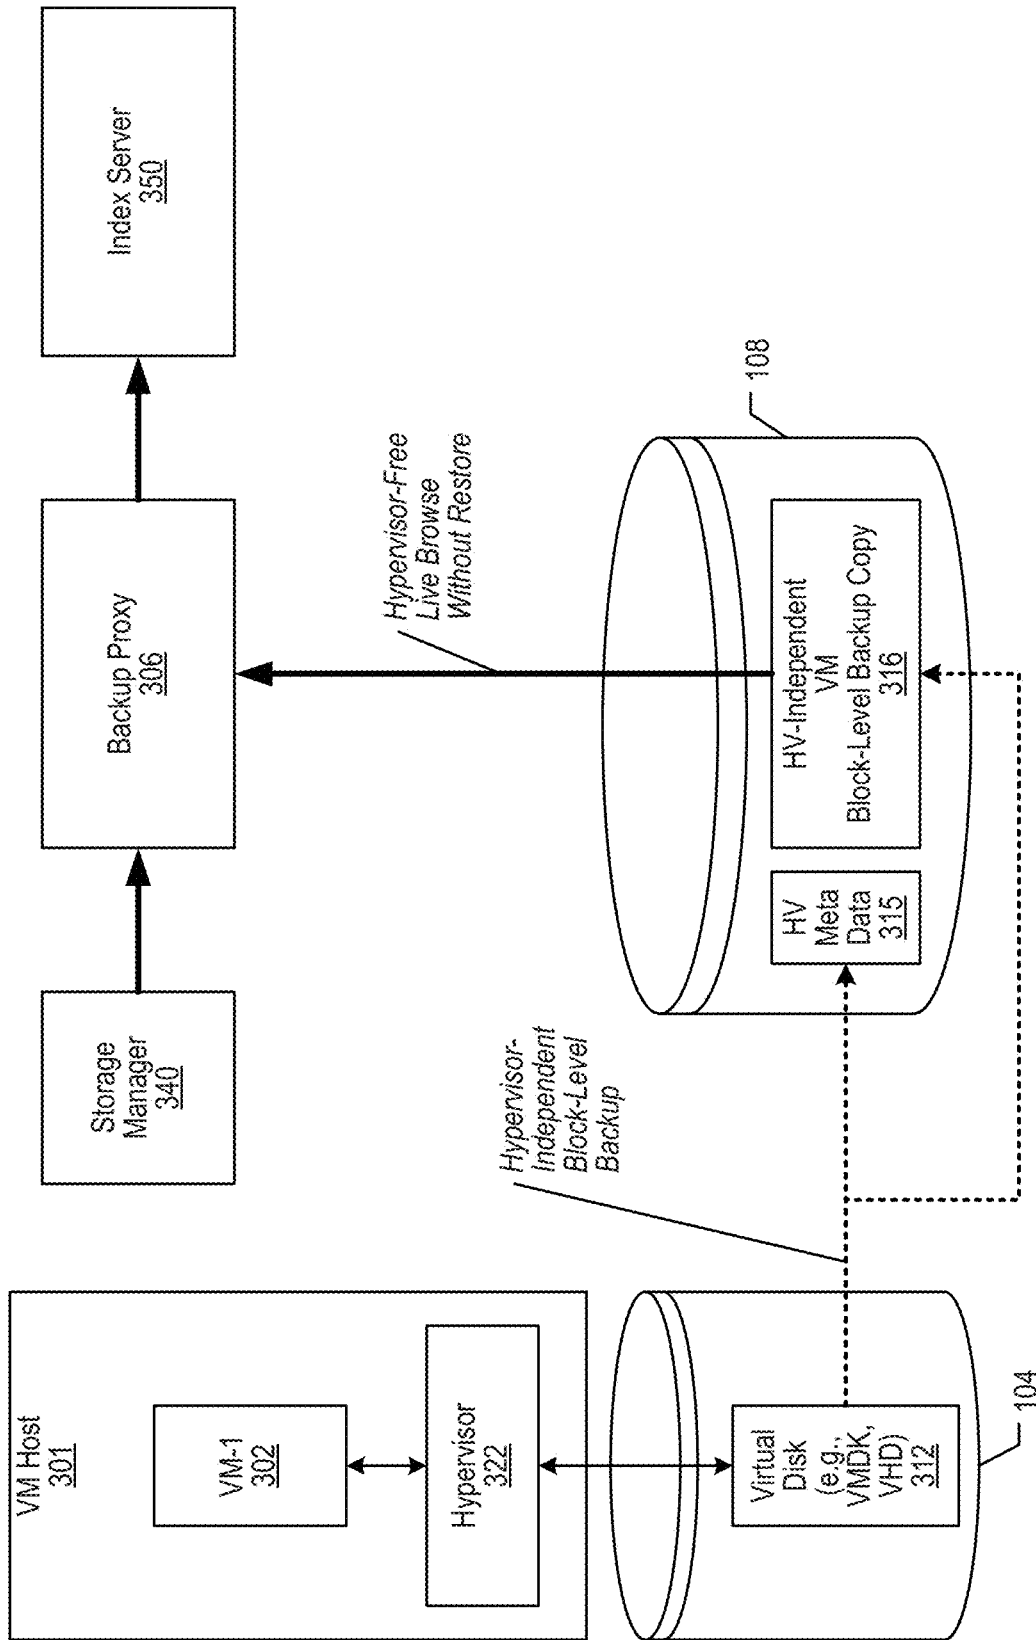 VM Host
301
VM-1
302
Hypervisor
322
Virtual
Disk
(e.g.,
VMDK,
VHD)
312
104
Storage
Manager
340
Backup Proxy
306
Index Server
350
Hypervisor-
Independent
Block-Level
Backup
Hypervisor-Free
Live Browse
Without Restore
HV
Meta
Data
315
HV-Independent
VM
Block-Level Backup Copy
316
108